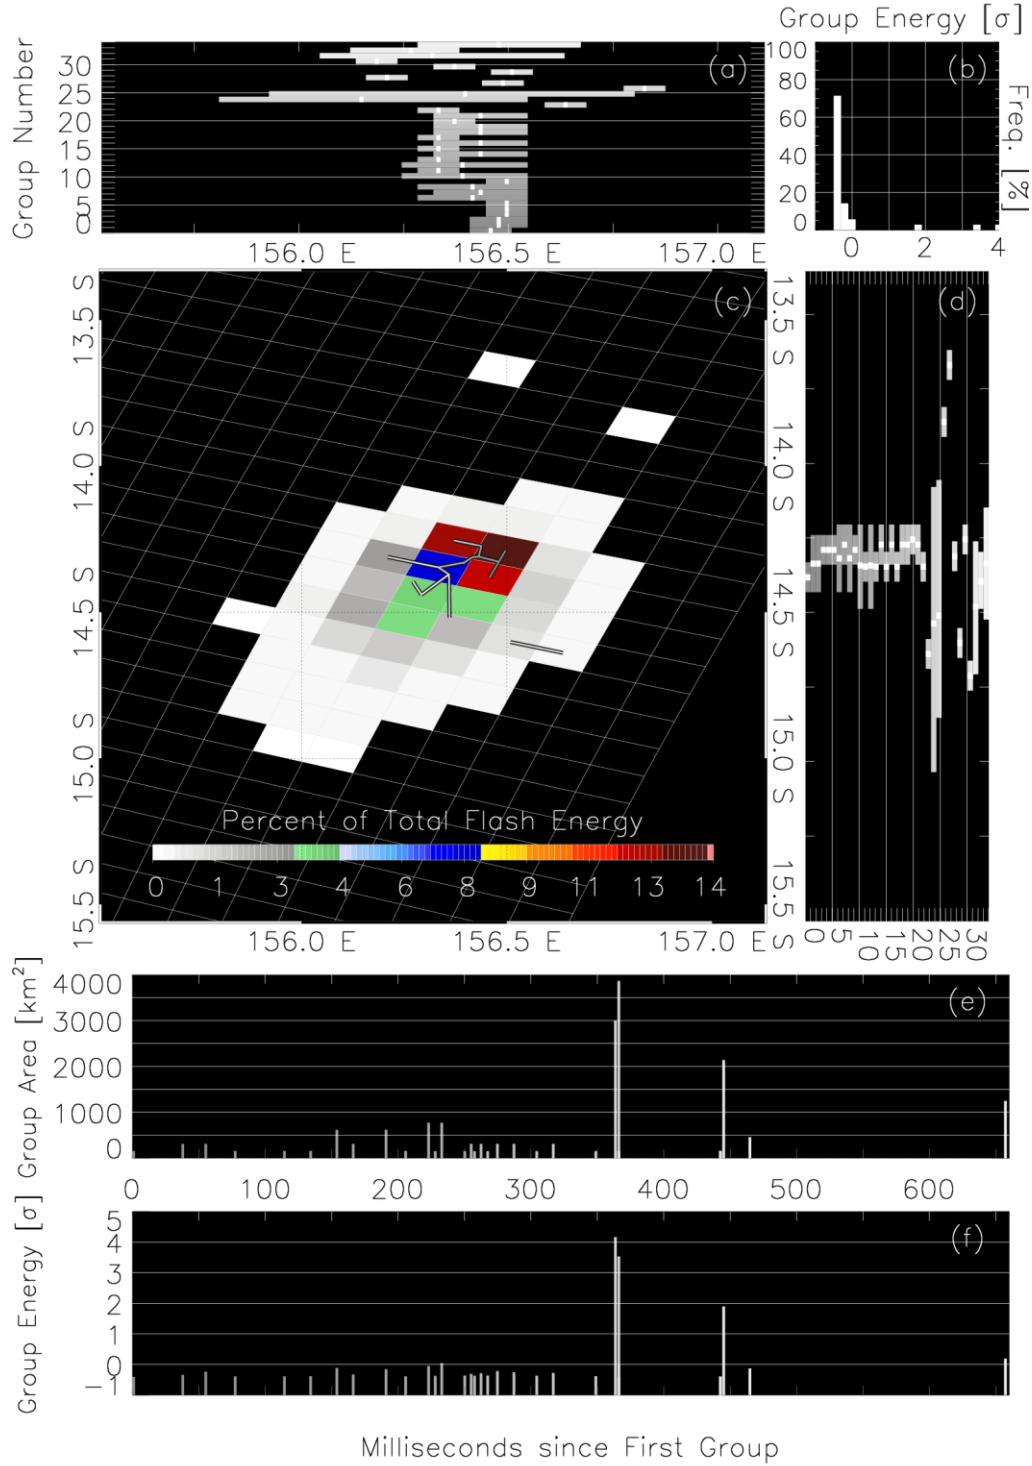 Group Energy [σ]
Group Number
30
25
20
15
10
5
0
(a)
100
80
60
40
20
0
(b)
Freq. [%]
156.0 E
156.5 E
157.0 E
0
2
4
13.5 S
14.0 S
14.5 S
15.0 S
15.5 S
(c)
13.5 S
14.0 S
14.5 S
15.0 S
15.5 S
(d)
Percent of Total Flash Energy
0 1 3 4 6 8 9 11 13 14
156.0 E
156.5 E
157.0 E
0 5 10 15 20 25 30
Group Area [km²]
4000
3000
2000
1000
0
(e)
0 100 200 300 400 500 600
Group Energy [σ]
5
4
3
2
1
0
−1
(f)
Milliseconds since First Group